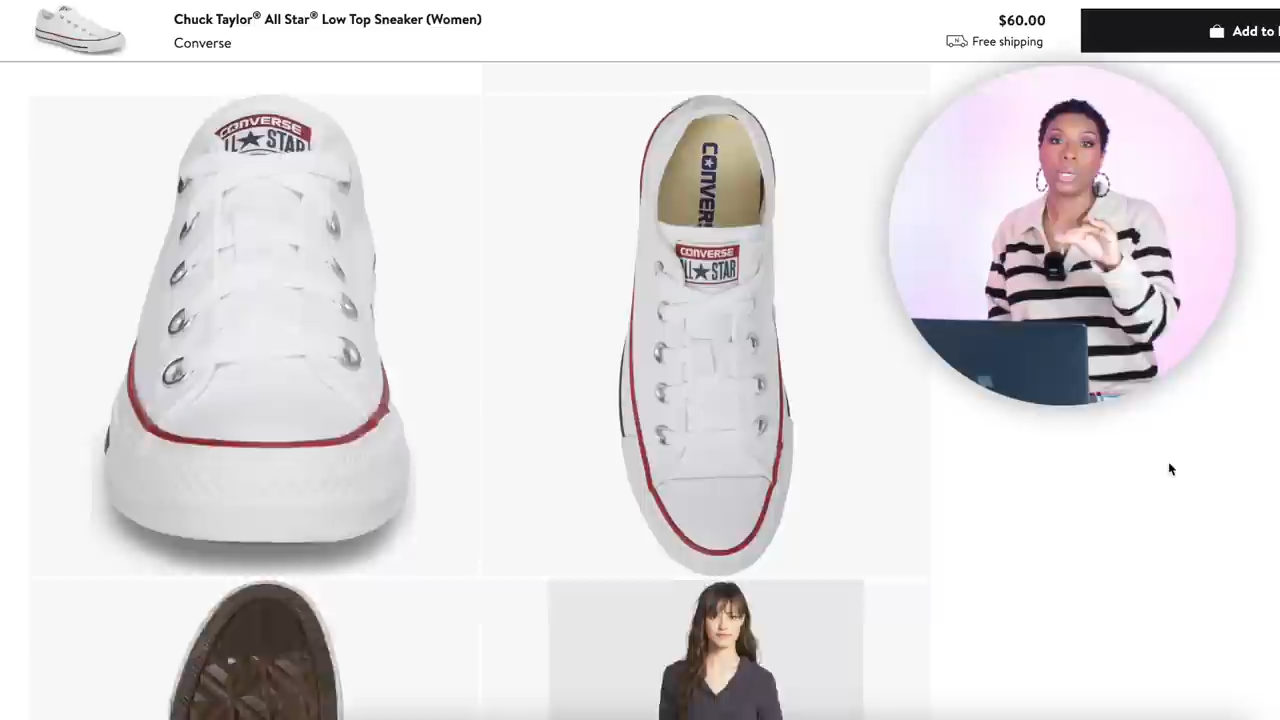 Chuck Taylor® All Star® Low Top Sneaker (Women)
Converse
$60.00
Free shipping
Add to
CONVERSE
ALL★STAR
CONVERS
CONVERSE
ALL★STAR